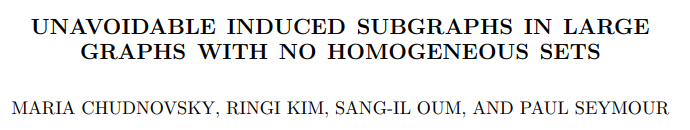 UNAVOIDABLE INDUCED SUBGRAPHS IN LARGE
GRAPHS WITH NO HOMOGENEOUS SETS
MARIA CHUDNOVSKY, RINGI KIM, SANG-IL OUM, AND PAUL SEYMOUR